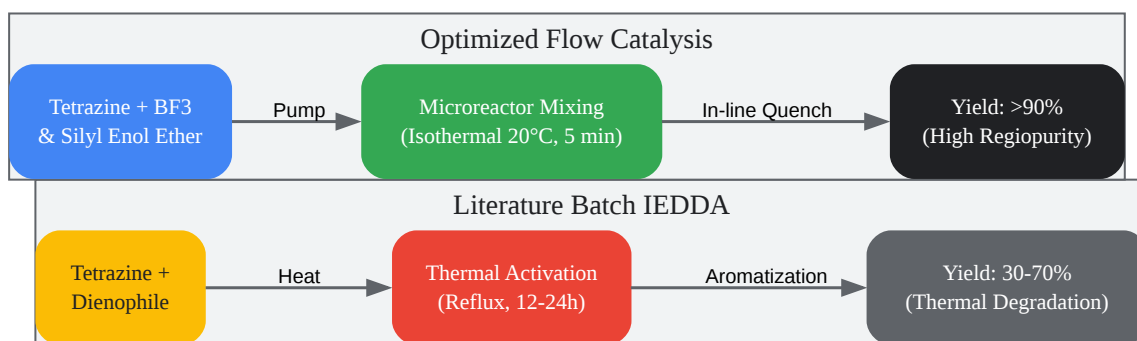 Optimized Flow Catalysis
Tetrazine + BF3
& Silyl Enol Ether
Pump
Microreactor Mixing
(Isothermal 20°C, 5 min)
In-line Quench
Yield: >90%
(High Regiopurity)
Literature Batch IEDDA
Tetrazine +
Dienophile
Heat
Thermal Activation
(Reflux, 12-24h)
Aromatization
Yield: 30-70%
(Thermal Degradation)